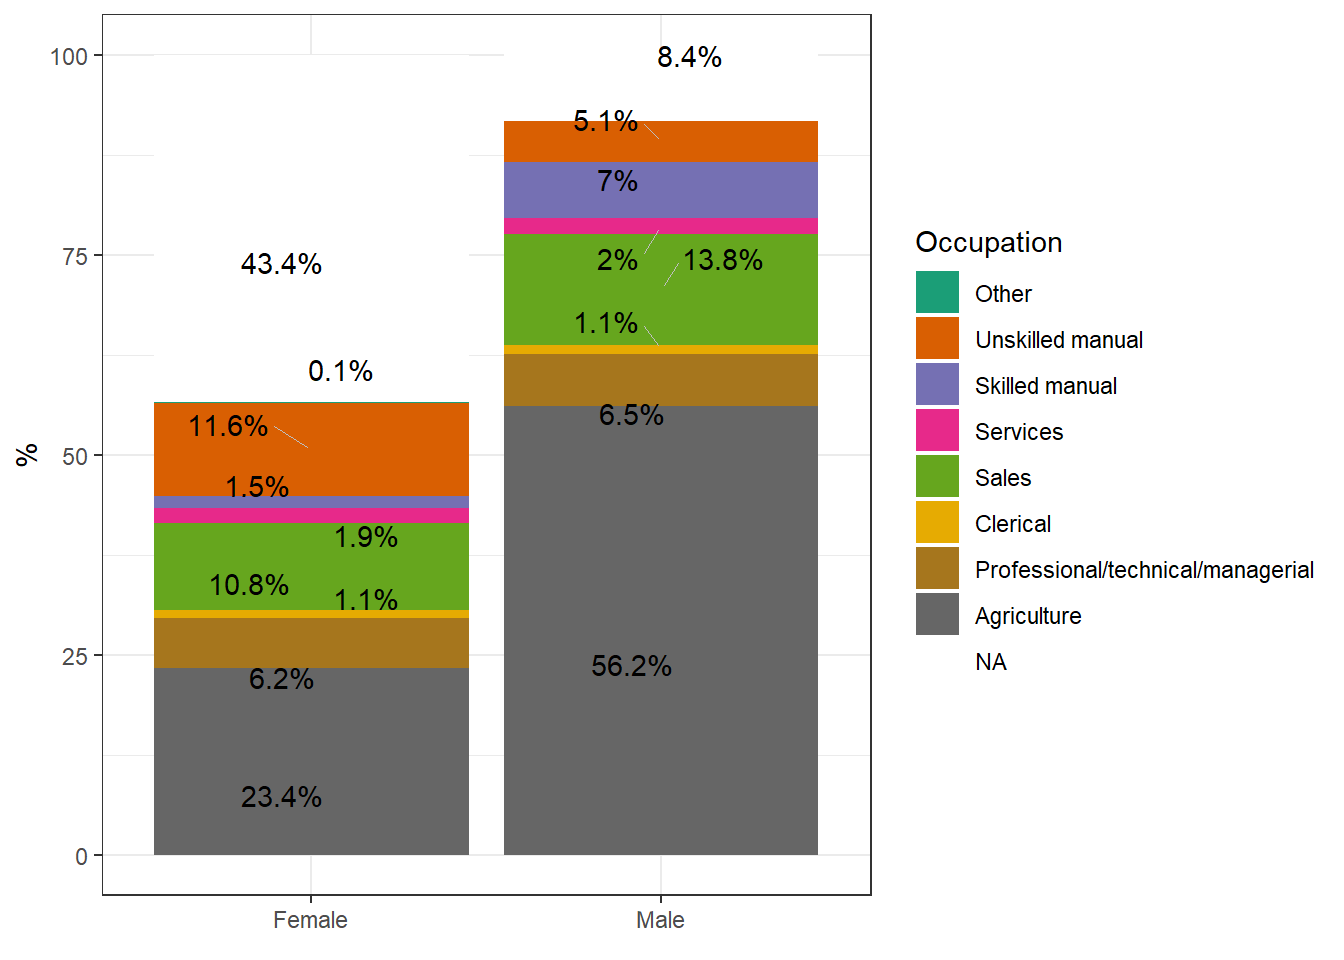 100
75
50
25
0
%
8.4%
5.1%
7%
2%
13.8%
1.1%
6.5%
56.2%
43.4%
0.1%
11.6%
1.5%
1.9%
10.8%
1.1%
6.2%
23.4%
Female
Male
Occupation
Other
Unskilled manual
Skilled manual
Services
Sales
Clerical
Professional/technical/managerial
Agriculture
NA